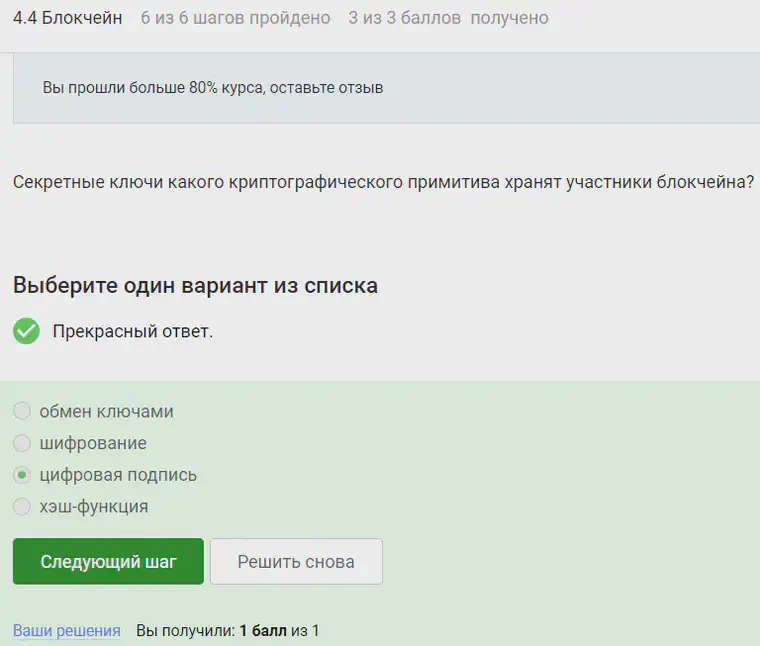 4.4 Блокчейн 6 из 6 шагов пройдено 3 из 3 баллов получено
Вы прошли больше 80% курса, оставьте отзыв
Секретные ключи какого криптографического примитива хранят участники блокчейна?
Выберите один вариант из списка
Прекрасный ответ.
обмен ключами
шифрование
цифровая подпись
хэш-функция
Следующий шаг Решить снова
Ваши решения Вы получили: 1 балл из 1